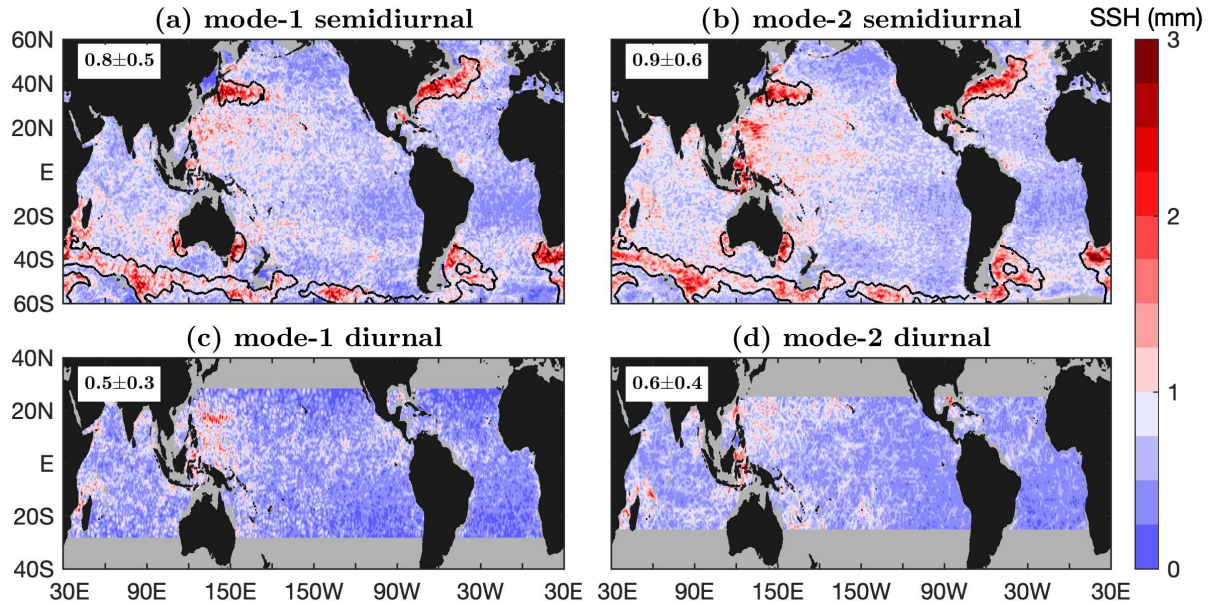 (a) mode-1 semidiurnal
(b) mode-2 semidiurnal
SSH (mm)
60N
40N
20N
0
20S
40S
60S
0.8±0.5
0.9±0.6
3
2
1
0
(c) mode-1 diurnal
(d) mode-2 diurnal
40N
20N
0
20S
40S
0.5±0.3
0.6±0.4
30E 90E 150E 150W 90W 30W 30E
30E 90E 150E 150W 90W 30W 30E